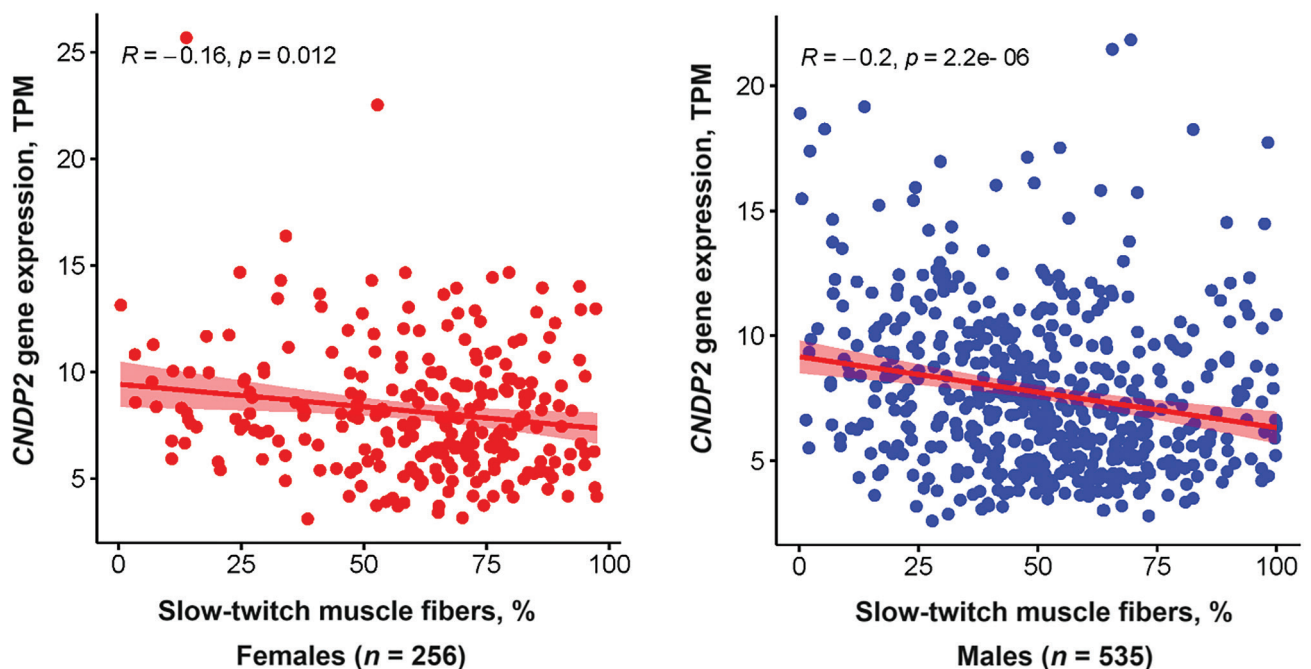 R = −0.16, p = 0.012
CNDP2 gene expression, TPM
25
20
15
10
5
0
25
50
75
100
Slow-twitch muscle fibers, %
Females (n = 256)
R = −0.2, p = 2.2e- 06
CNDP2 gene expression, TPM
20
15
10
5
0
25
50
75
100
Slow-twitch muscle fibers, %
Males (n = 535)